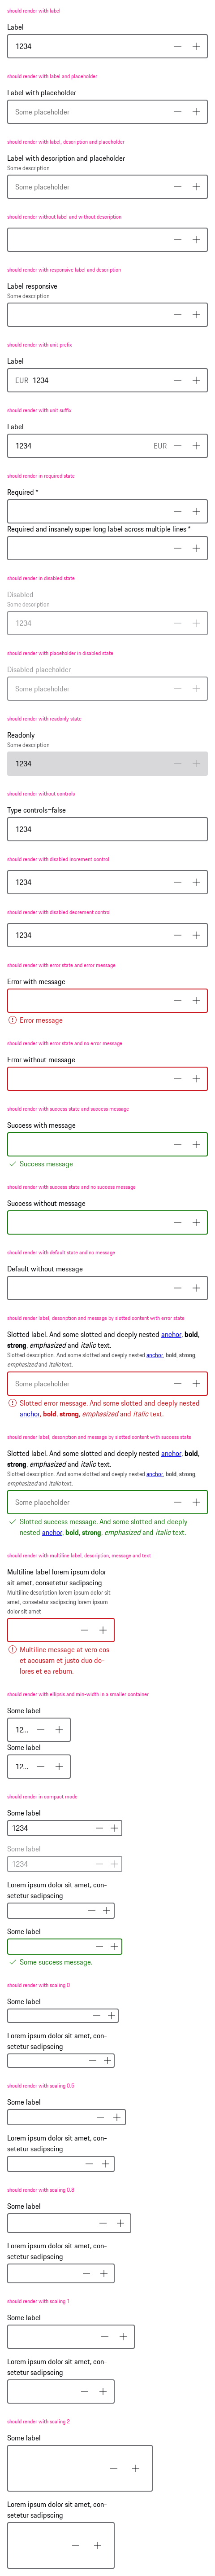 should render with label
Label
1234
should render with label and placeholder
Label with placeholder
Some placeholder
should render with label, description and placeholder
Label with description and placeholder
Some description
Some placeholder
should render without label and without description
should render with responsive label and description
Label responsive
Some description
should render with unit prefix
Label
EUR 1234
should render with unit suffix
Label
1234 EUR
should render in required state
Required *
Required and insanely super long label across multiple lines *
should render in disabled state
Disabled
Some description
1234
should render with placeholder in disabled state
Disabled placeholder
Some placeholder
should render with readonly state
Readonly
Some description
1234
should render without controls
Type controls=false
1234
should render with disabled increment control
1234
should render with disabled decrement control
1234
should render with error state and error message
Error with message
Error message
should render with error state and no error message
Error without message
should render with success state and success message
Success with message
Success message
should render with success state and no success message
Success without message
should render with default state and no message
Default without message
should render label, description and message by slotted content with error state
Slotted label. And some slotted and deeply nested anchor, bold,
strong, emphasized and italic text.
Slotted description. And some slotted and deeply nested anchor, bold, strong,
emphasized and italic text.
Some placeholder
Slotted error message. And some slotted and deeply nested
anchor, bold, strong, emphasized and italic text.
should render label, description and message by slotted content with success state
Slotted label. And some slotted and deeply nested anchor, bold,
strong, emphasized and italic text.
Slotted description. And some slotted and deeply nested anchor, bold, strong,
emphasized and italic text.
Some placeholder
Slotted success message. And some slotted and deeply
nested anchor, bold, strong, emphasized and italic text.
should render with multiline label, description, message and text
Multiline label lorem ipsum dolor
sit amet, consetetur sadipscing
Multiline description lorem ipsum dolor sit
amet, consetetur sadipscing lorem ipsum
dolor sit amet
Multiline message at vero eos
et accusam et justo duo do-
lores et ea rebum.
should render with ellipsis and min-width in a smaller container
Some label
12...
Some label
12...
should render in compact mode
Some label
1234
Some label
1234
Lorem ipsum dolor sit amet, con-
setetur sadipscing
Some label
Some success message.
should render with scaling 0
Some label
Lorem ipsum dolor sit amet, con-
setetur sadipscing
should render with scaling 0.5
Some label
Lorem ipsum dolor sit amet, con-
setetur sadipscing
should render with scaling 0.8
Some label
Lorem ipsum dolor sit amet, con-
setetur sadipscing
should render with scaling 1
Some label
Lorem ipsum dolor sit amet, con-
setetur sadipscing
should render with scaling 2
Some label
Lorem ipsum dolor sit amet, con-
setetur sadipscing